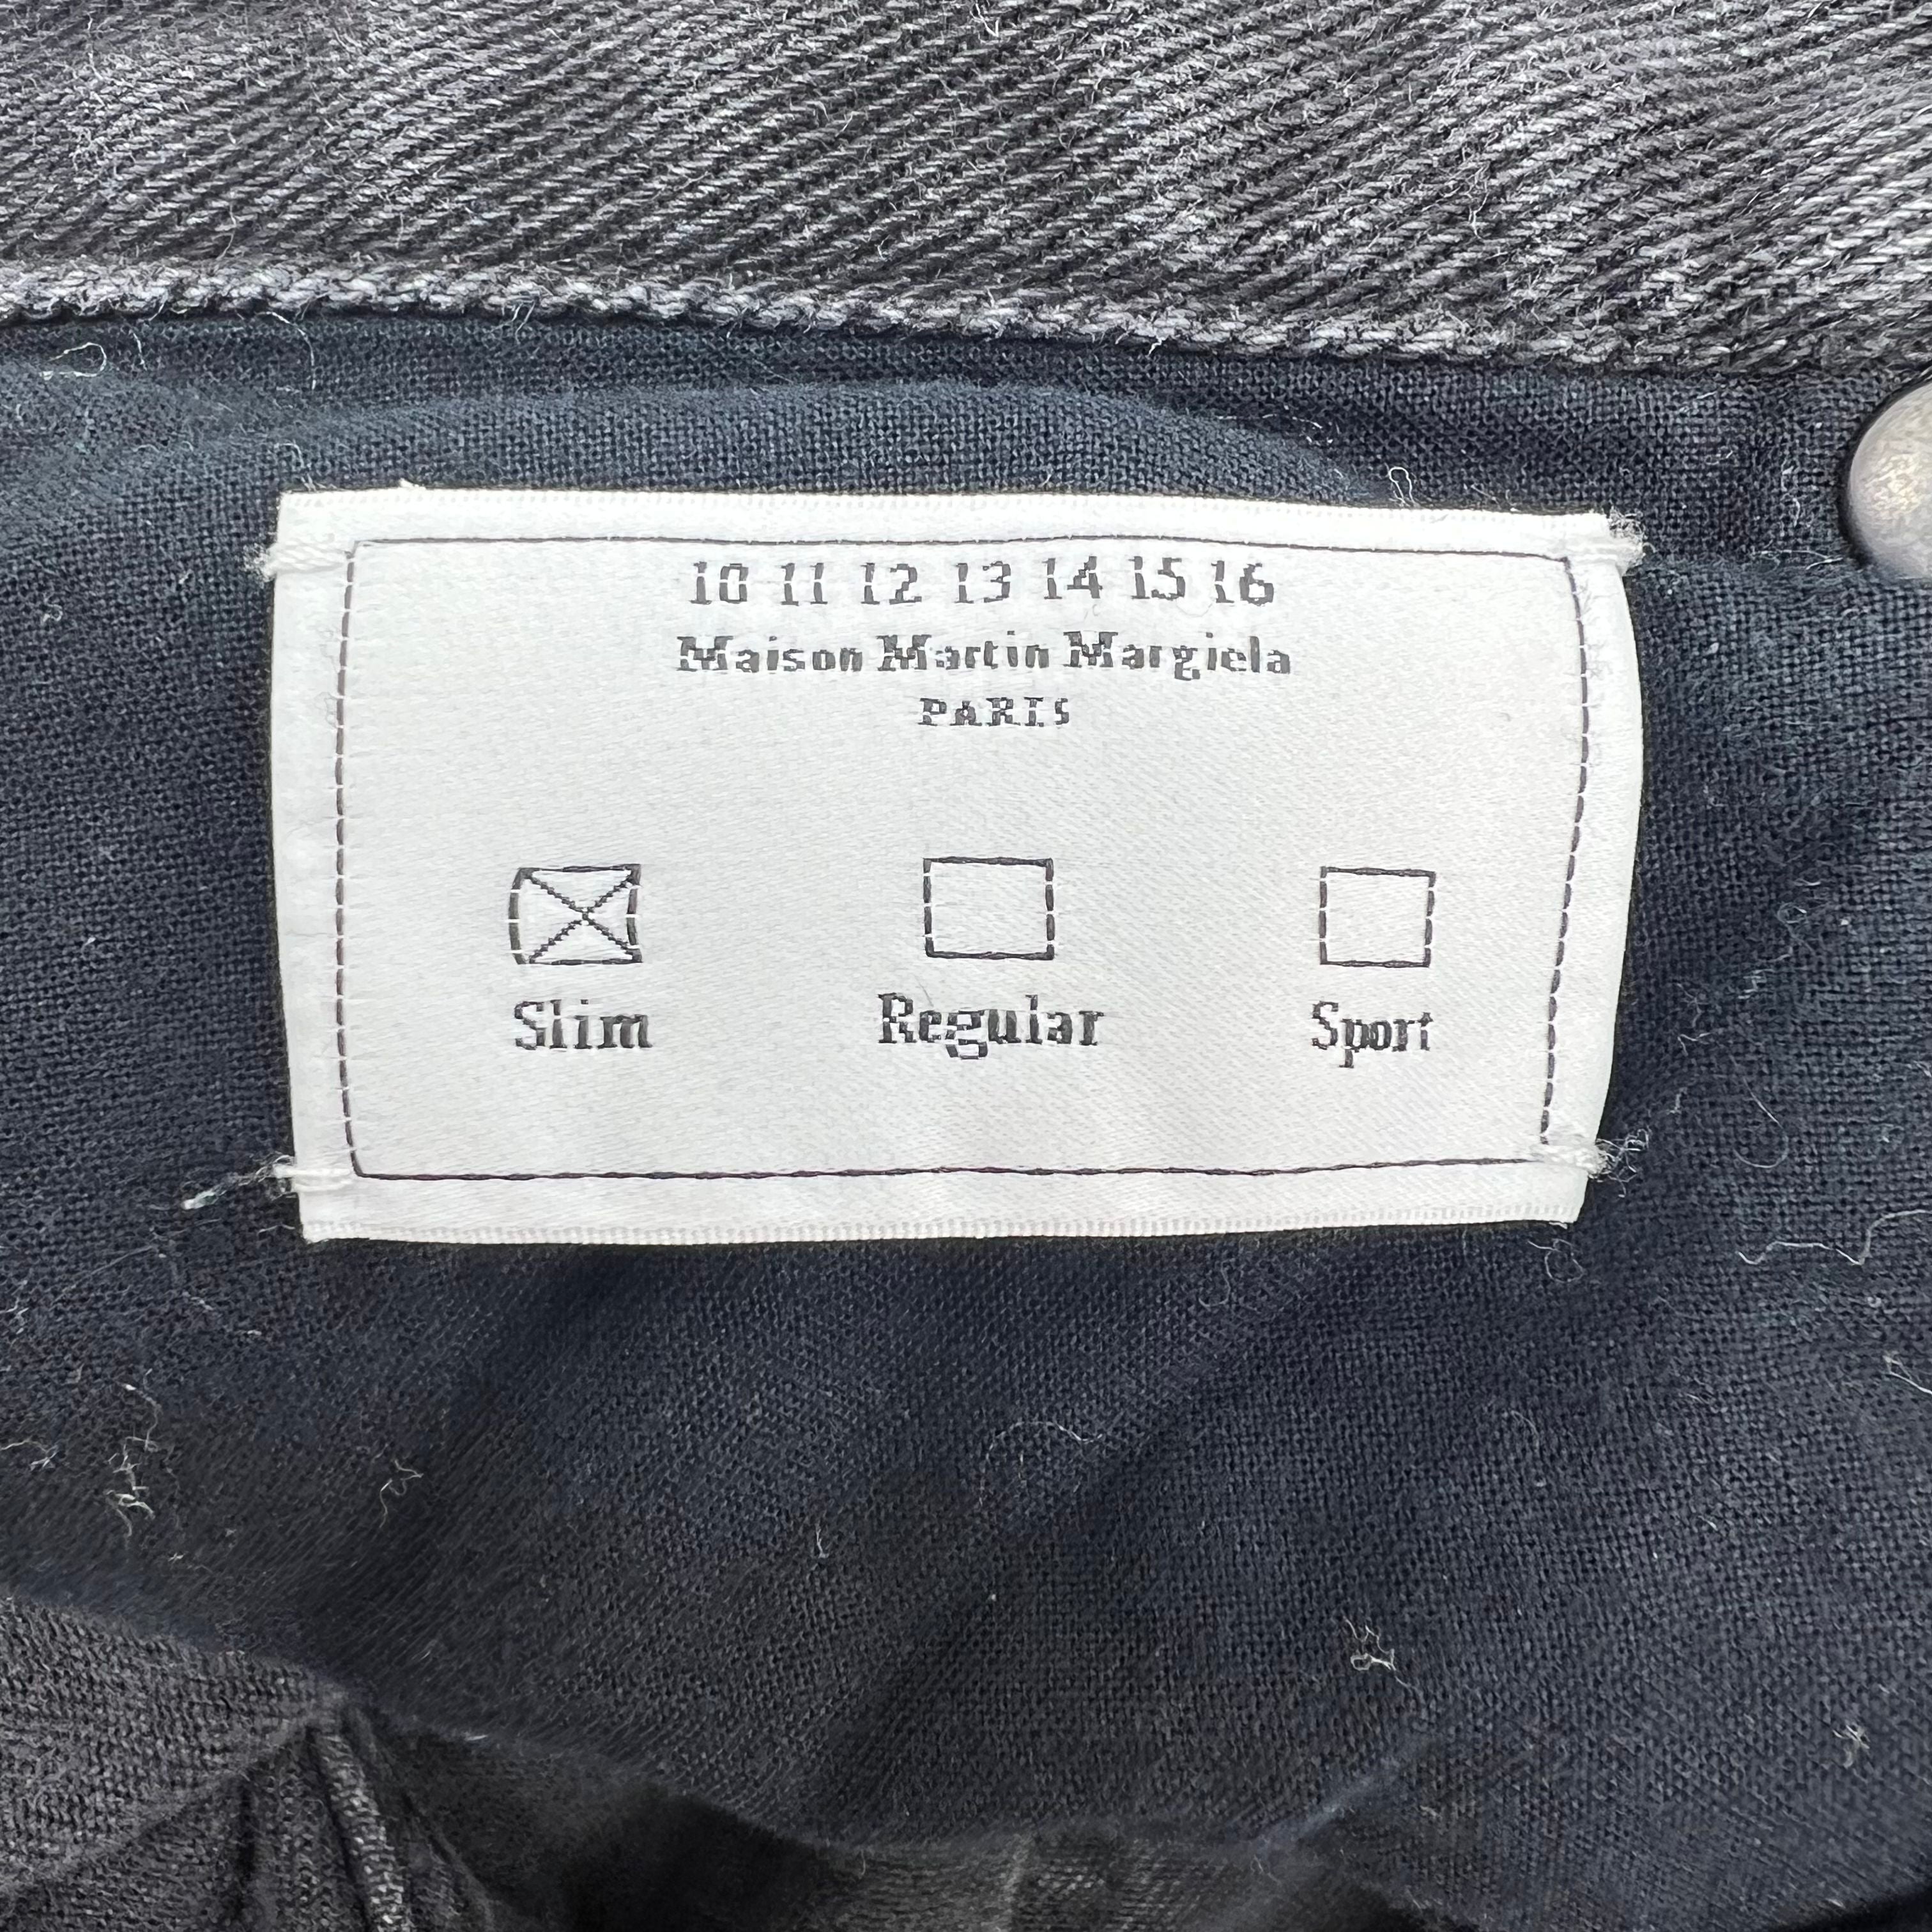 10 11 12 13 14 15 16
Maison Martin Margiela
PARIS
Slim Regular Sport